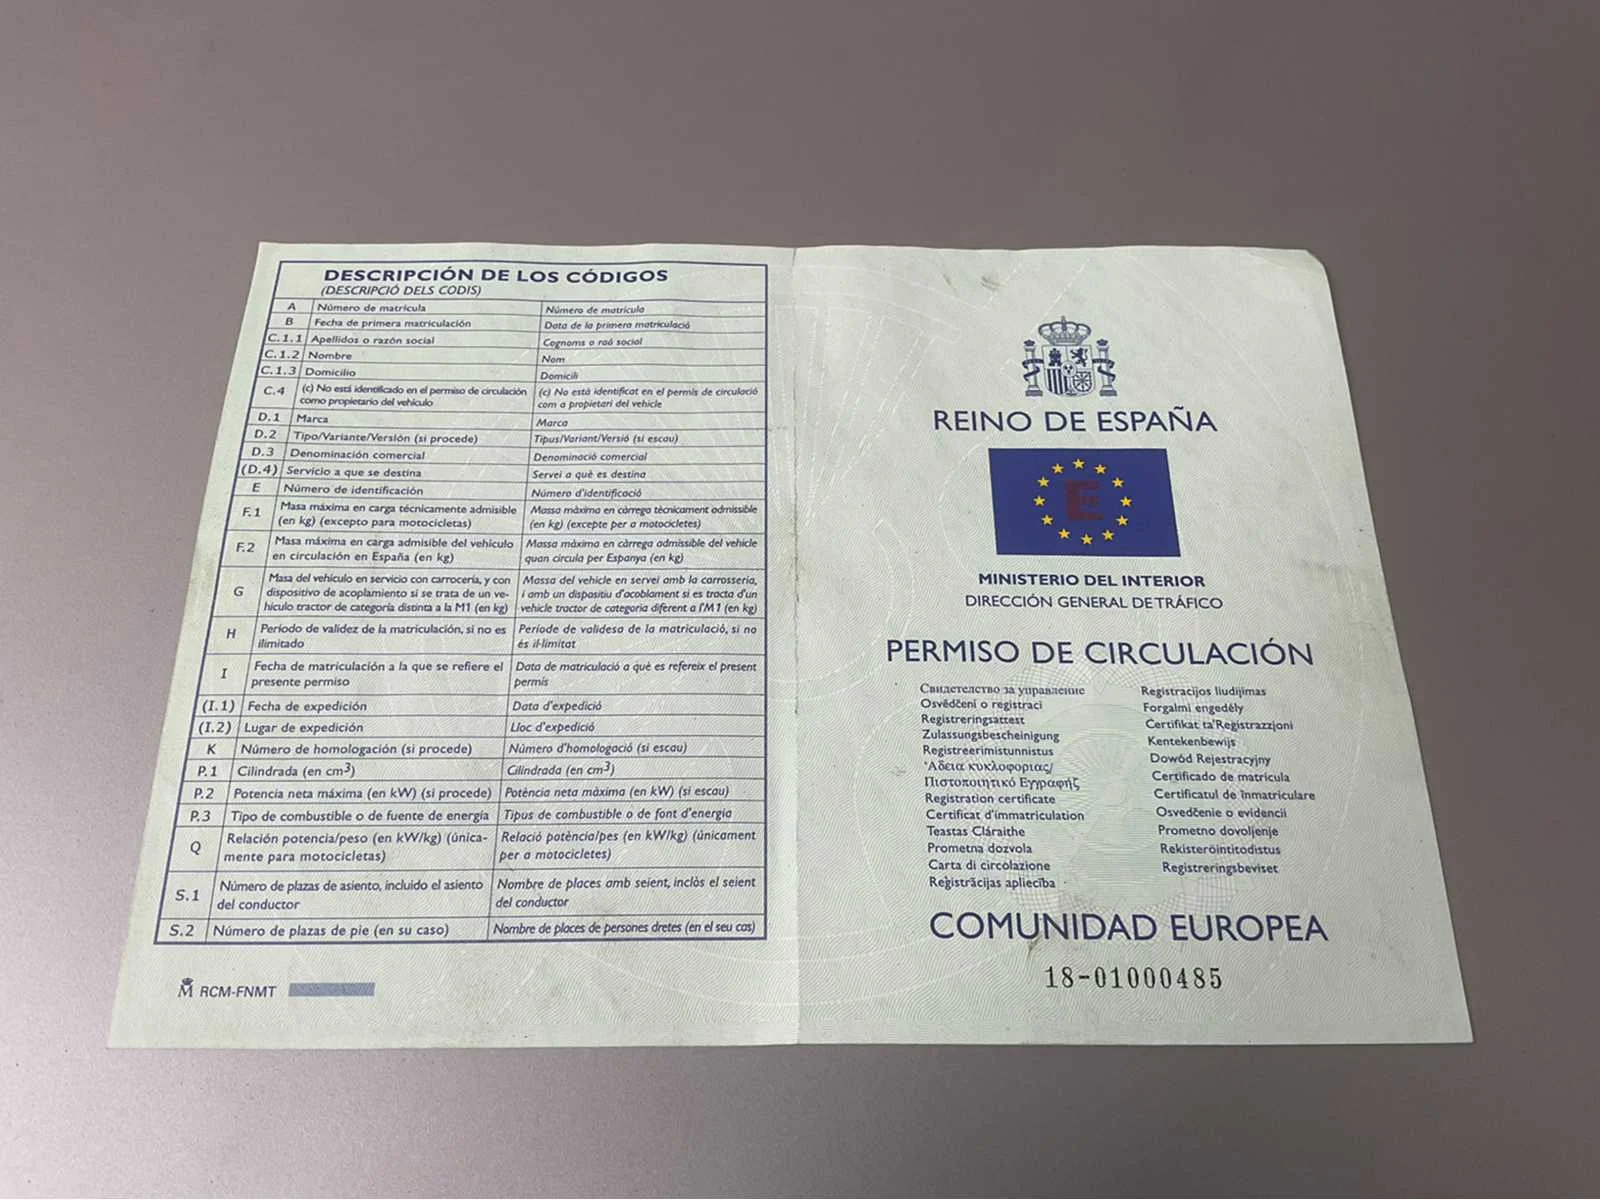 DESCRIPCIÓN DE LOS CÓDIGOS
(DESCRIPCIÓ DELS CODIS)
A Número de matrícula Número de matrícula
B Fecha de primera matriculación Data de la primera matriculació
C.1.1 Apellidos o razón social Cognoms o raó social
C.1.2 Nombre Nom
C.1.3 Domicilio Domicili
C.4 (c) No está identificado en el permiso de circulación (c) No està identificat en el permís de circulació
como propietario del vehículo com a propietari del vehicle
D.1 Marca Marca
D.2 Tipo/Variante/Versión (si procede) Tipus/Variant/Versió (si escau)
D.3 Denominación comercial Denominació comercial
(D.4) Servicio a que se destina Servei a què es destina
E Número de identificación Número d'identificació
F.1 Masa máxima en carga técnicamente admisible Massa màxima en càrrega tècnicament admissible
(en kg) (excepto para motocicletas) (en kg) (excepte per a motocicletes)
F.2 Masa máxima en carga admisible del vehículo Massa màxima en càrrega admissible del vehicle
en circulación en España (en kg) quan circula per Espanya (en kg)
G Masa del vehículo en servicio con carrocería, y con Massa del vehicle en servei amb la carrosseria,
dispositivo de acoplamiento si se trata de un ve- i amb un dispositiu d'acoblament si es tracta d'un
hículo tractor de categoría distinta a la M1 (en kg) vehicle tractor de categoria diferent a l'M1 (en kg)
H Período de validez de la matriculación, si no es Període de validesa de la matriculació, si no
ilimitado és il·limitat
I Fecha de matriculación a la que se refiere el Data de matriculació a què es refereix el present
presente permiso permís
(I.1) Fecha de expedición Data d'expedició
(I.2) Lugar de expedición Lloc d'expedició
K Número de homologación (si procede) Número d'homologació (si escau)
P.1 Cilindrada (en cm³) Cilindrada (en cm³)
P.2 Potencia neta máxima (en kW) (si procede) Potència neta màxima (en kW) (si escau)
P.3 Tipo de combustible o de fuente de energía Tipus de combustible o de font d'energia
Q Relación potencia/peso (en kW/kg) (única- Relació potència/pes (en kW/kg) (únicament
mente para motocicletas) per a motocicletes)
S.1 Número de plazas de asiento, incluido el asiento Nombre de places amb seient, inclòs el seient
del conductor del conductor
S.2 Número de plazas de pie (en su caso) Nombre de places de persones dretes (en el seu cas)
M RCM-FNMT
REINO DE ESPAÑA
E
MINISTERIO DEL INTERIOR
DIRECCIÓN GENERAL DE TRÁFICO
PERMISO DE CIRCULACIÓN
Свидетелство за управление
Osvědčení o registraci
Registreringsattest
Zulassungsbescheinigung
Registreerimistunnistus
'Αδεια κυκλοφοριας/
Πιστοποιητικό Εγγραφής
Registration certificate
Certificat d'immatriculation
Teastas Cláraithe
Prometna dozvola
Carta di circolazione
Reģistrācijas apliecība
Registracijos liudijimas
Forgalmi engedély
Ċertifikat ta'Reġistrazzjoni
Kentekenbewijs
Dowód Rejestracyjny
Certificado de matrícula
Certificatul de înmatriculare
Osvedčenie o evidencii
Prometno dovoljenje
Rekisteröintitodistus
Registreringsbeviset
COMUNIDAD EUROPEA
18-01000485